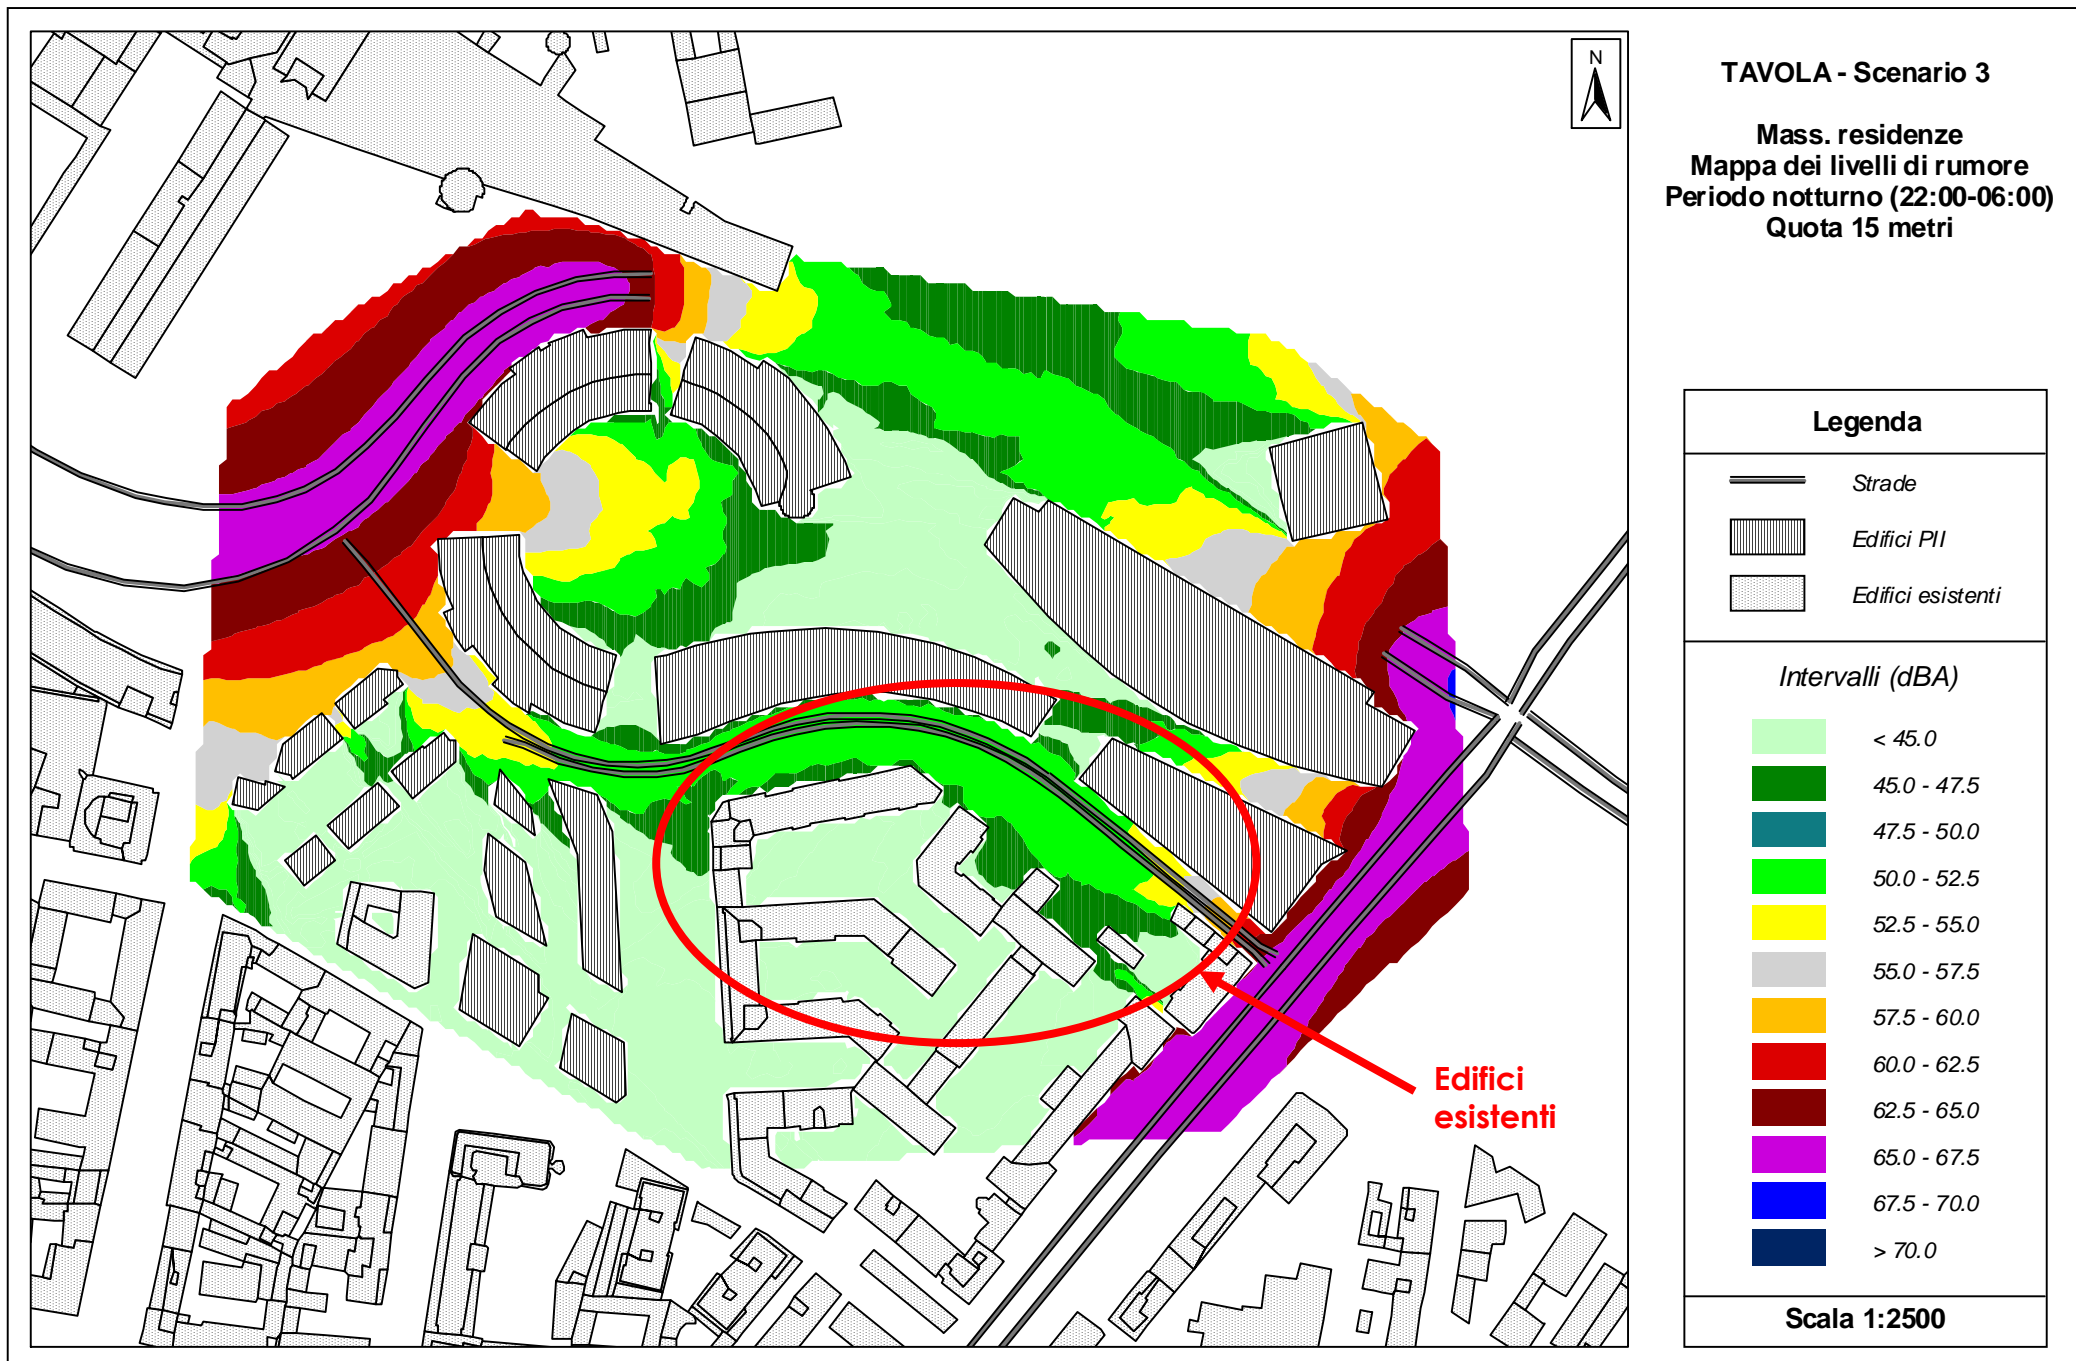 N
TAVOLA - Scenario 3
Mass. residenze
Mappa dei livelli di rumore
Periodo notturno (22:00-06:00)
Quota 15 metri
Legenda
Strade
Edifici PII
Edifici esistenti
Intervalli (dBA)
< 45.0
45.0 - 47.5
47.5 - 50.0
50.0 - 52.5
52.5 - 55.0
55.0 - 57.5
57.5 - 60.0
60.0 - 62.5
62.5 - 65.0
65.0 - 67.5
67.5 - 70.0
> 70.0
Scala 1:2500
Edifici
esistenti